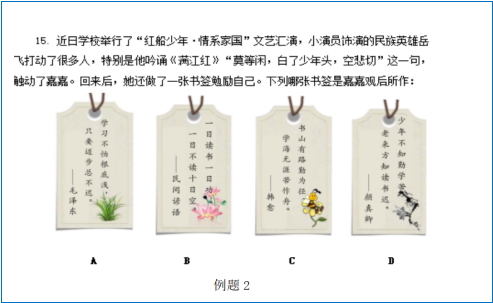 15. 近日学校举行了“红船少年·情系家国”文艺汇演，小演员饰演的民族英雄岳
飞打动了很多人，特别是他吟诵《满江红》“莫等闲，白了少年头，空悲切”这一句，
触动了嘉嘉。回来后，她还做了一张书签勉励自己。下列哪张书签是嘉嘉观后所作：
学习不怕根底浅，
只要迈步总不迟。
——毛泽东
一日读书一日功，
一日不读十日空
——民间谚语
书山有路勤为径，
学海无涯苦作舟。
——韩愈
少年不知勤学苦，
老来方知读书迟。
——颜真卿
A
B
C
D
例题 2